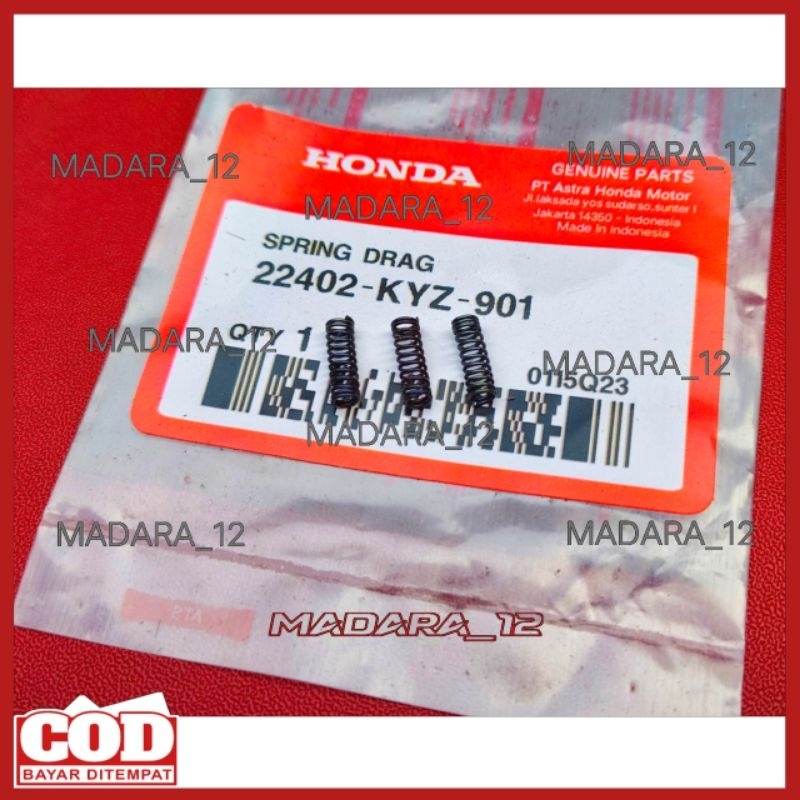 MADARA_12
MADARA_12
MADARA_12
HONDA
GENUINE PARTS
PT Astra Honda Motor
Jl.laksada yos sudarso,sunter I
Jakarta 14350 - Indonesia
Made In Indonesia
SPRING DRAG
22402-KYZ-901
QTY 1
MADARA_12
MADARA_12
0115Q23
MADARA_12
MADARA_12
MADARA_12
MADARA_12
COD
BAYAR DITEMPAT